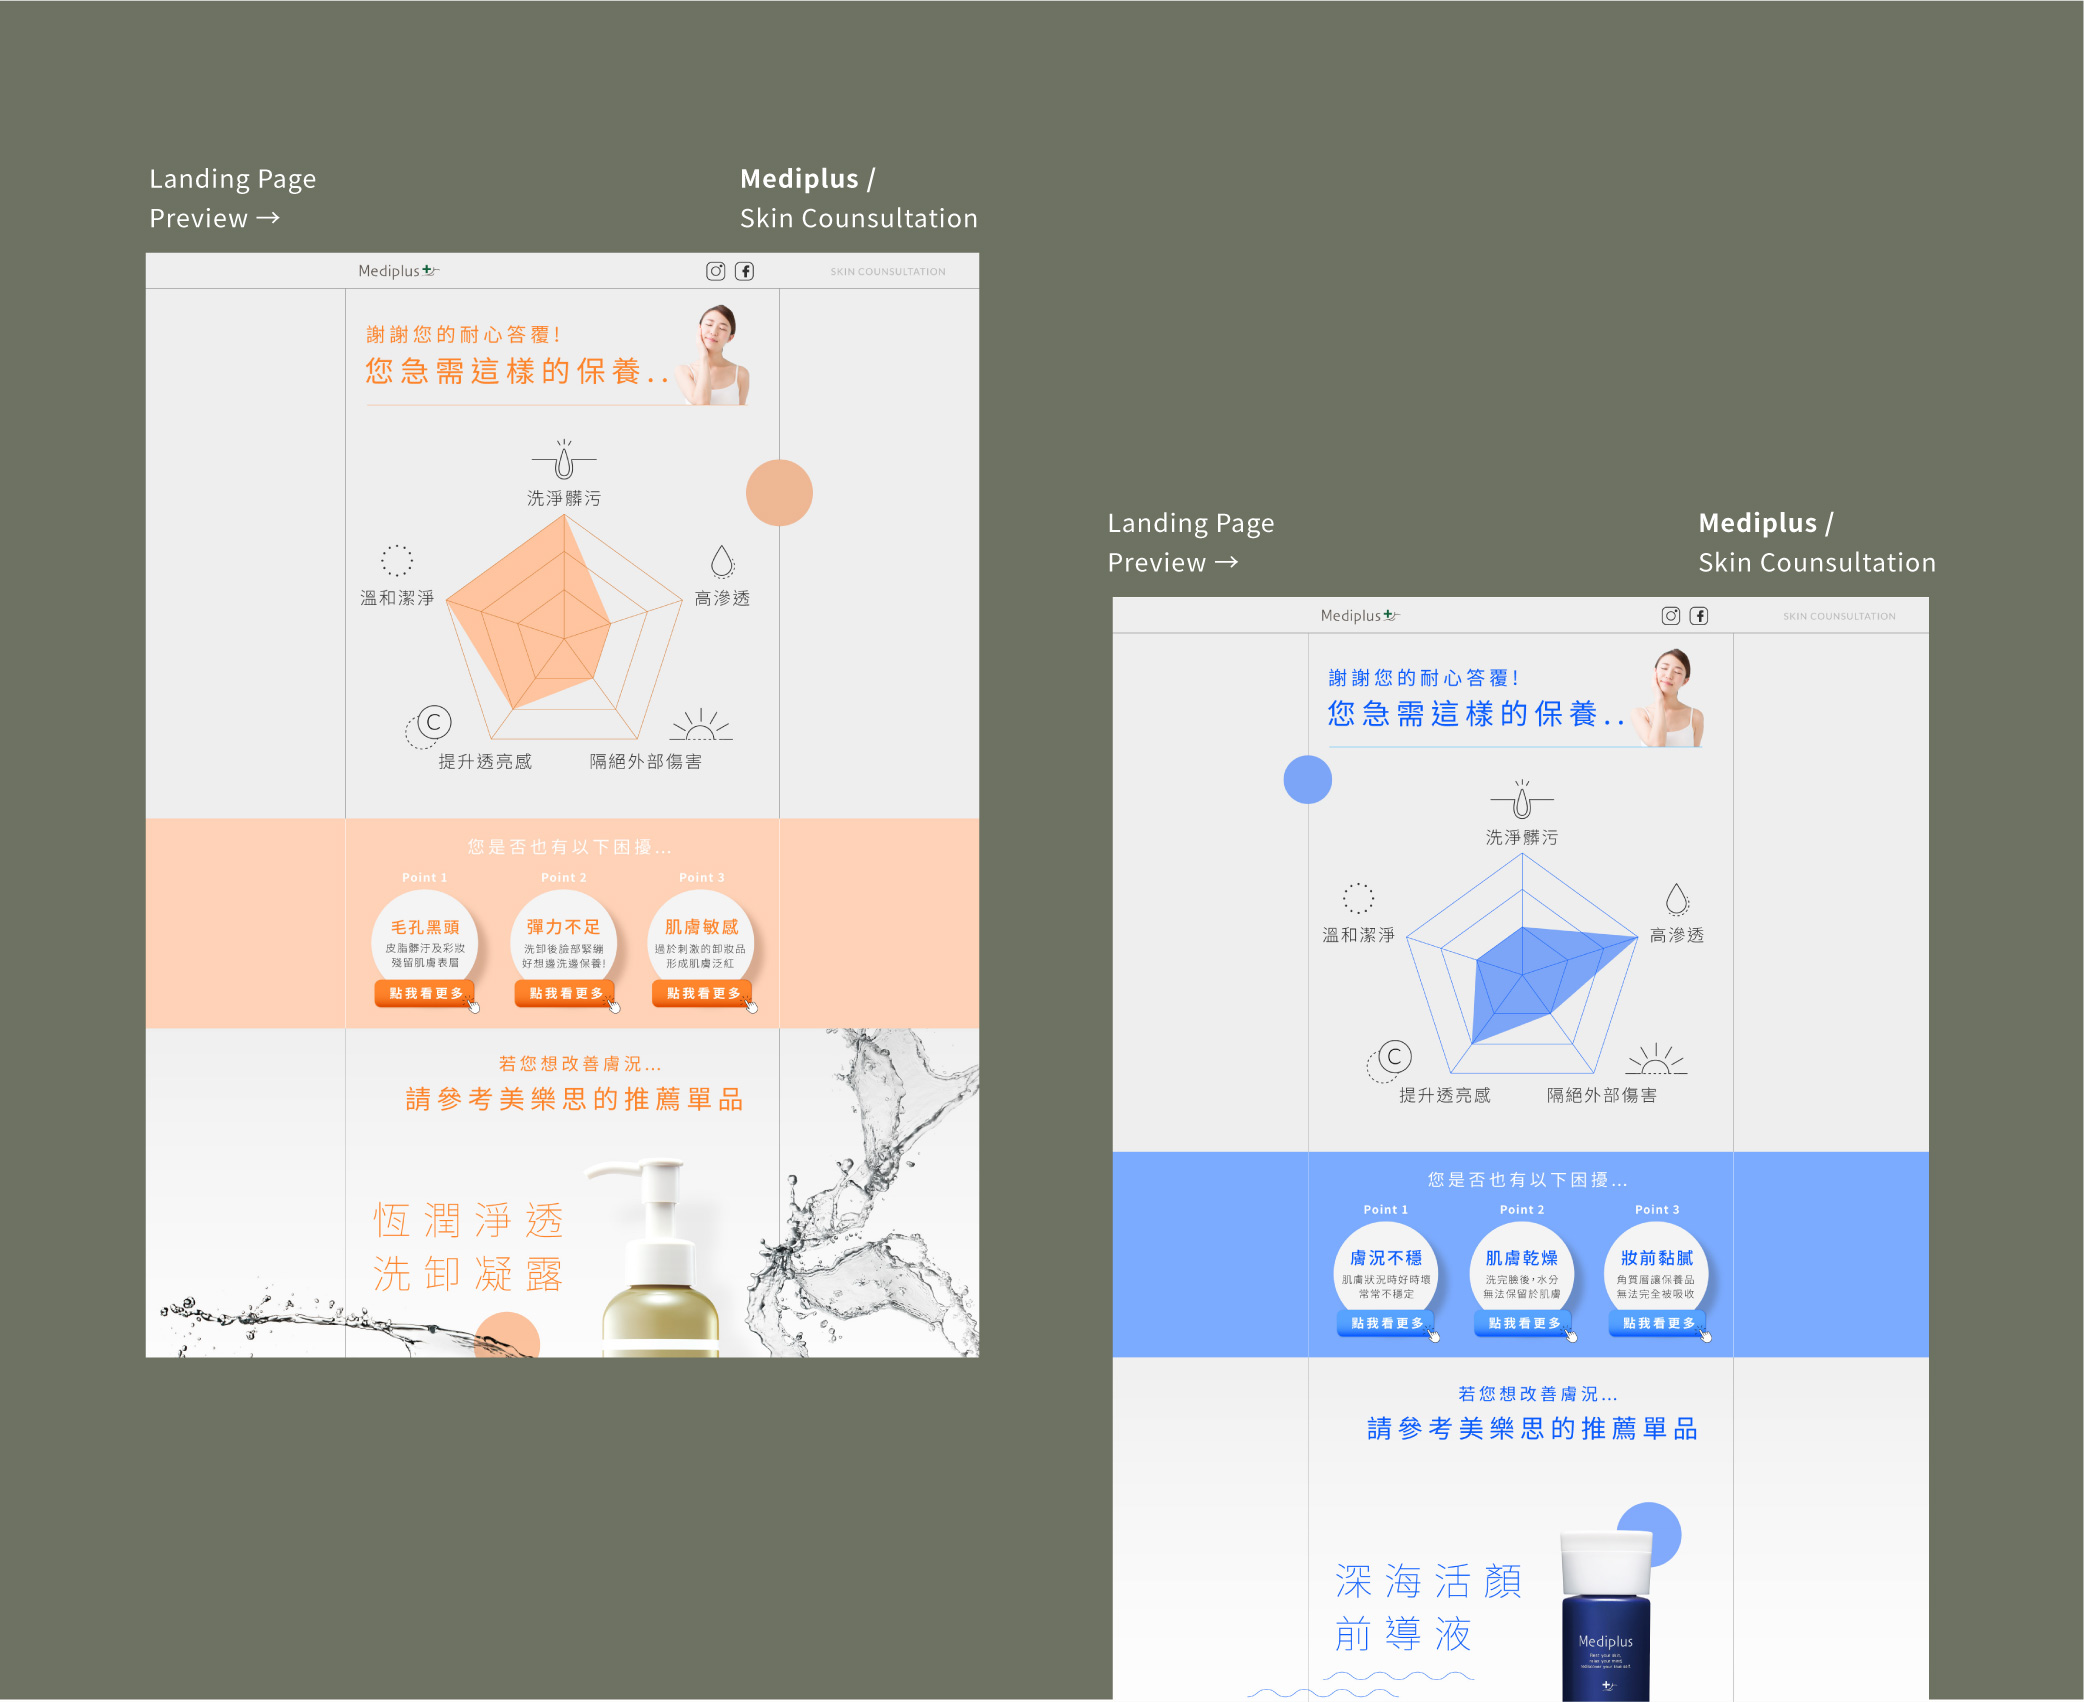 Landing Page
Preview →
Mediplus /
Skin Counsultation
Mediplus
SKIN COUNSULTATION
謝謝您的耐心答覆!
您急需這樣的保養..
洗淨髒污
溫和潔淨
高滲透
C
提升透亮感
隔絕外部傷害
您是否也有以下困擾...
Point 1
Point 2
Point 3
毛孔黑頭
皮脂髒汙及彩妝
殘留肌膚表層
點我看更多
彈力不足
洗卸後臉部緊繃
好想邊洗邊保養!
點我看更多
肌膚敏感
過於刺激的卸妝品
形成肌膚泛紅
點我看更多
若您想改善膚況...
請參考美樂思的推薦單品
恆潤淨透
洗卸凝露
Landing Page
Preview →
Mediplus /
Skin Counsultation
Mediplus
SKIN COUNSULTATION
謝謝您的耐心答覆!
您急需這樣的保養..
洗淨髒污
溫和潔淨
高滲透
C
提升透亮感
隔絕外部傷害
您是否也有以下困擾...
Point 1
Point 2
Point 3
膚況不穩
肌膚狀況時好時壞
常常不穩定
點我看更多
肌膚乾燥
洗完臉後,水分
無法保留於肌膚
點我看更多
妝前黏膩
角質層讓保養品
無法完全被吸收
點我看更多
若您想改善膚況...
請參考美樂思的推薦單品
深海活顏
前導液
Mediplus